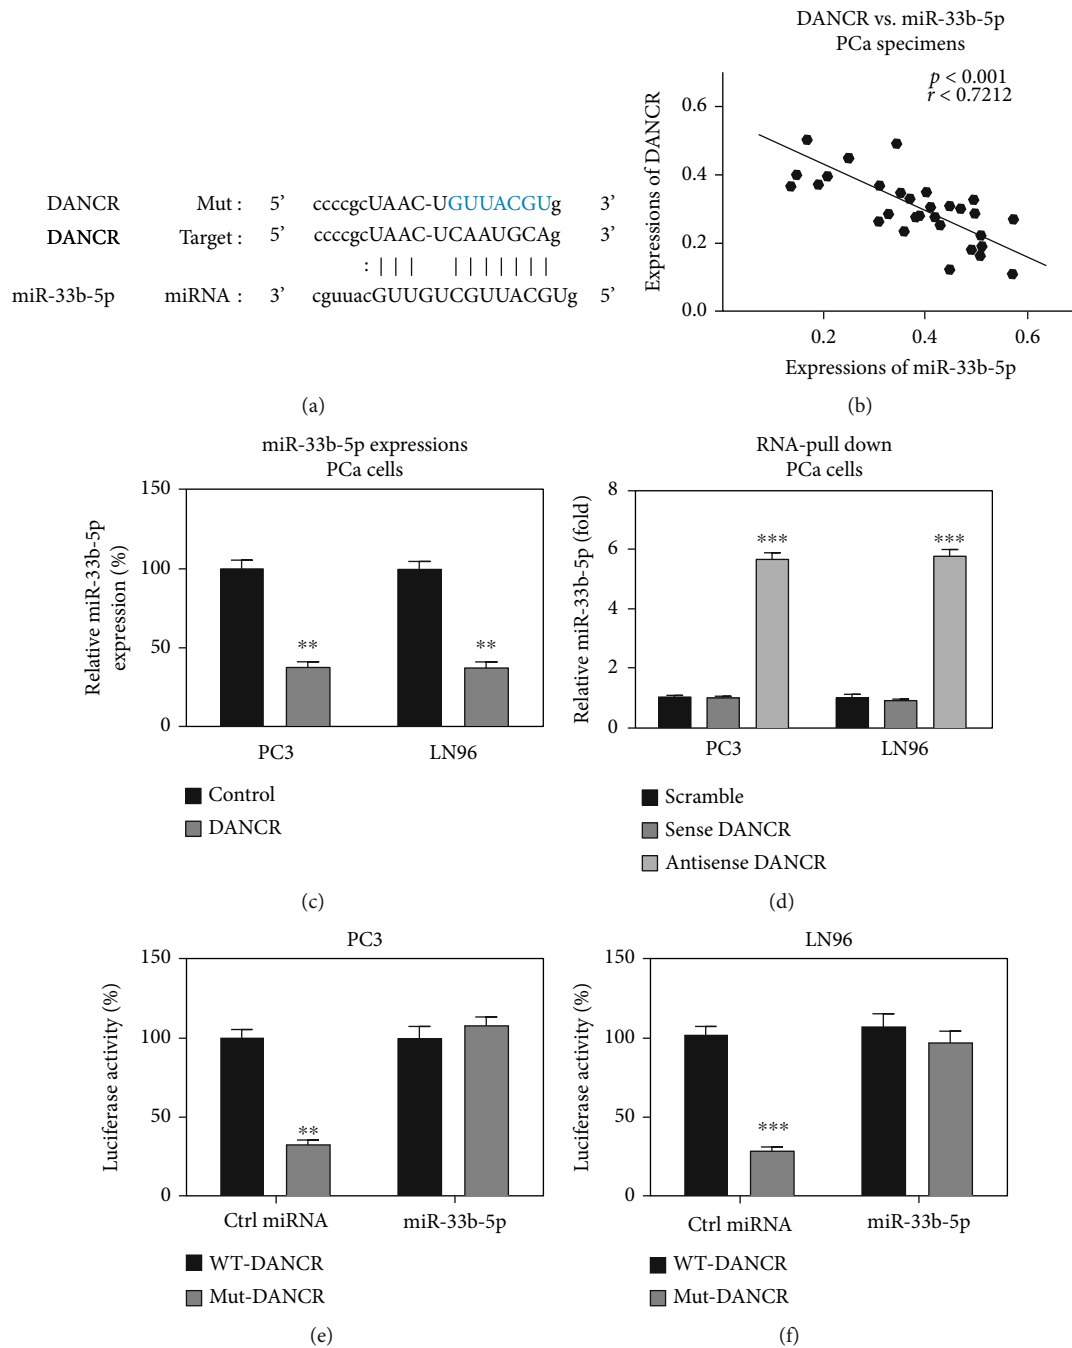 (a)
DANCR Mut : 5’ ccccgcUAAC-UGUUACGUg 3’
DANCR Target : 5’ ccccgcUAAC-UCAAUGCAg 3’
: | | | | | | | | | |
miR-33b-5p miRNA : 3’ cguuacGUUGUCGUUACGUg 5’
DANCR vs. miR-33b-5p
PCa specimens
p < 0.001
r < 0.7212
Expressions of DANCR
0.6
0.4
0.2
0.0
0.2 0.4 0.6
Expressions of miR-33b-5p
(b)
miR-33b-5p expressions
PCa cells
Relative miR-33b-5p
expression (%)
150
100
50
0
** **
PC3 LN96
Control
DANCR
(c)
RNA-pull down
PCa cells
Relative miR-33b-5p (fold)
8
6
4
2
0
*** ***
PC3 LN96
Scramble
Sense DANCR
Antisense DANCR
(d)
PC3
Luciferase activity (%)
150
100
50
0
**
Ctrl miRNA miR-33b-5p
WT-DANCR
Mut-DANCR
(e)
LN96
Luciferase activity (%)
150
100
50
0
***
Ctrl miRNA miR-33b-5p
WT-DANCR
Mut-DANCR
(f)